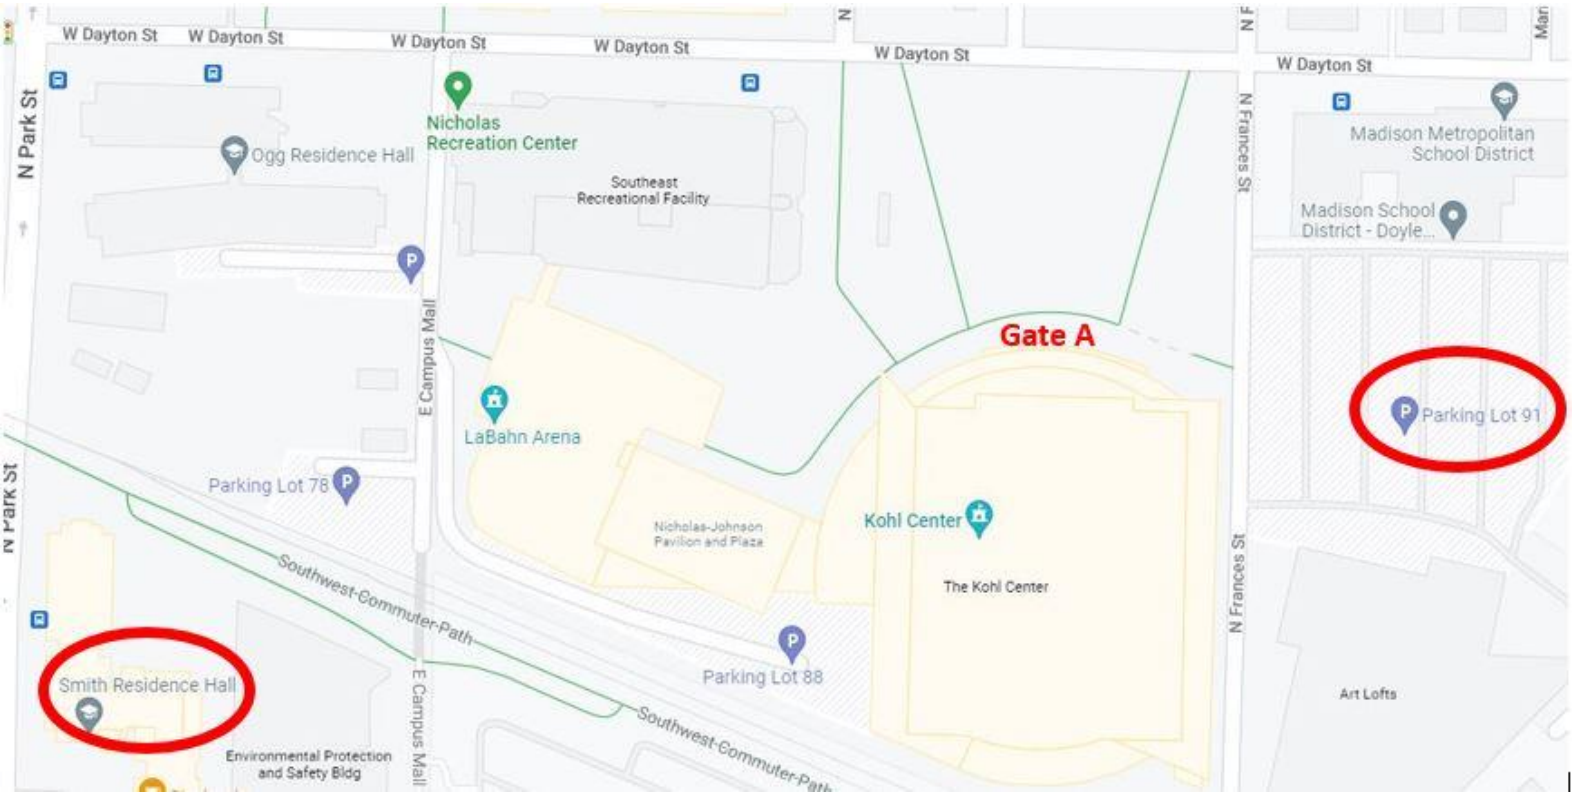 W Dayton St
W Dayton St
W Dayton St
W Dayton St
W Dayton St
W Dayton St
N
N F
Mar
N Park St
Nicholas
Recreation Center
Ogg Residence Hall
Southeast
Recreational Facility
N Frances St
Madison Metropolitan
School District
Madison School
District - Doyle...
P
E Campus Mall
Gate A
LaBahn Arena
P Parking Lot 91
N Park St
Parking Lot 78 P
Nicholas-Johnson
Pavilion and Plaza
Kohl Center
The Kohl Center
N Frances St
Southwest-Commuter-Path
P
Parking Lot 88
Smith Residence Hall
E Campus Mall
Southwest-Commuter-Path
Art Lofts
Environmental Protection
and Safety Bldg